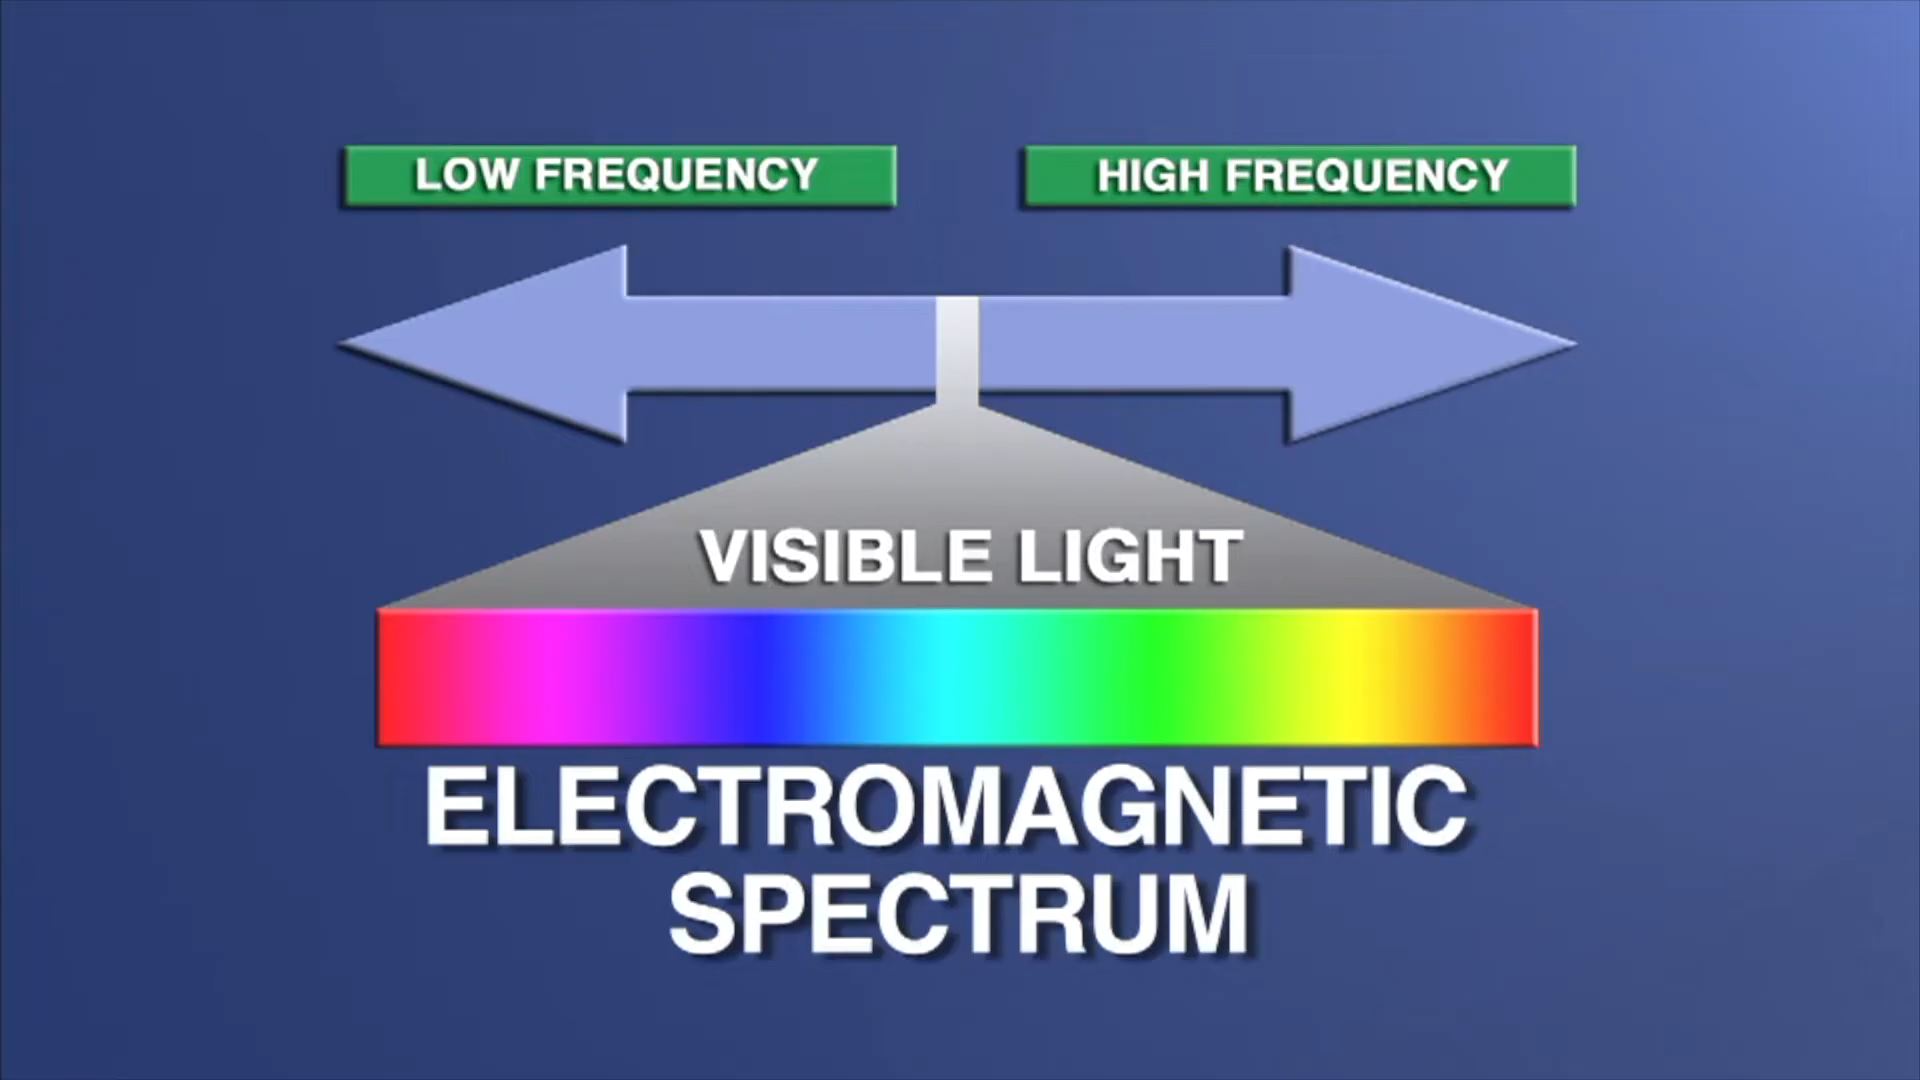 LOW FREQUENCY
HIGH FREQUENCY
VISIBLE LIGHT
ELECTROMAGNETIC
SPECTRUM